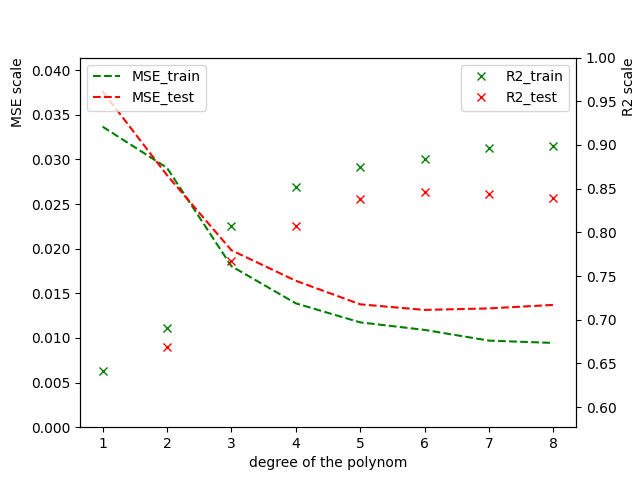 MSE scale
R2 scale
MSE_train
MSE_test
R2_train
R2_test
0.040
0.035
0.030
0.025
0.020
0.015
0.010
0.005
0.000
1.00
0.95
0.90
0.85
0.80
0.75
0.70
0.65
0.60
1 2 3 4 5 6 7 8
degree of the polynom